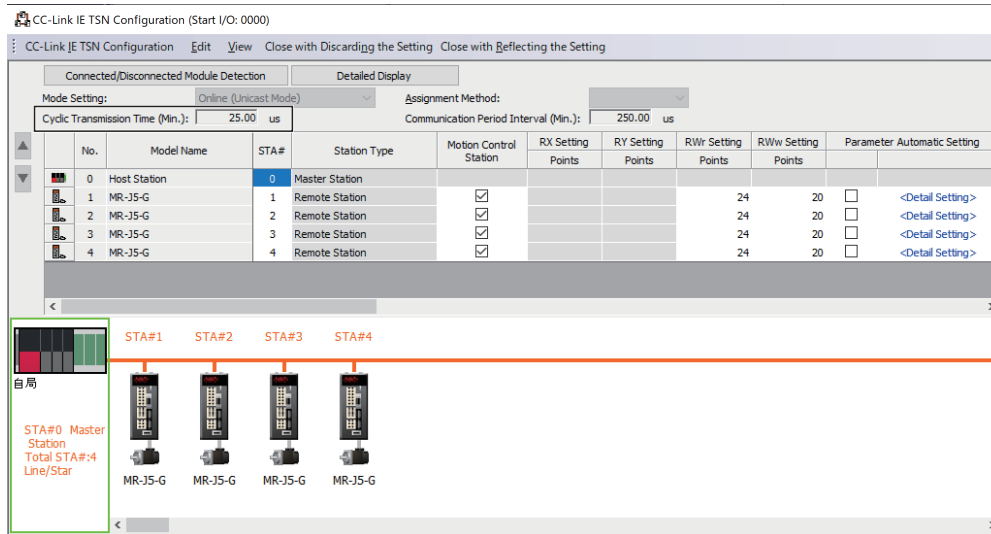 CC-Link IE TSN Configuration (Start I/O: 0000)
CC-Link IE TSN Configuration Edit View Close with Discarding the Setting Close with Reflecting the Setting
Connected/Disconnected Module Detection Detailed Display
Mode Setting: Online (Unicast Mode) Assignment Method:
Cyclic Transmission Time (Min.): 25.00 us Communication Period Interval (Min.): 250.00 us
No. Model Name STA# Station Type Motion Control Station RX Setting RY Setting RWr Setting RWw Setting Parameter Automatic Setting
Points Points Points Points
0 Host Station 0 Master Station
1 MR-J5-G 1 Remote Station 24 20 <Detail Setting>
2 MR-J5-G 2 Remote Station 24 20 <Detail Setting>
3 MR-J5-G 3 Remote Station 24 20 <Detail Setting>
4 MR-J5-G 4 Remote Station 24 20 <Detail Setting>
STA#1 STA#2 STA#3 STA#4
自局
STA#0 Master
Station
Total STA#:4
Line/Star
MR-J5-G MR-J5-G MR-J5-G MR-J5-G